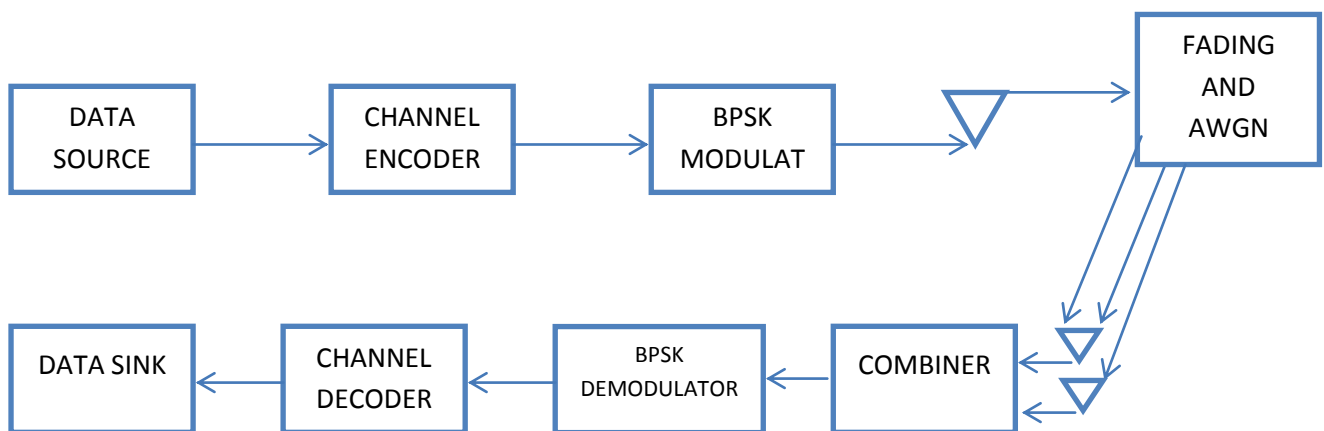 FADING
AND
AWGN
DATA
SOURCE
CHANNEL
ENCODER
BPSK
MODULAT
DATA SINK
CHANNEL
DECODER
BPSK
DEMODULATOR
COMBINER